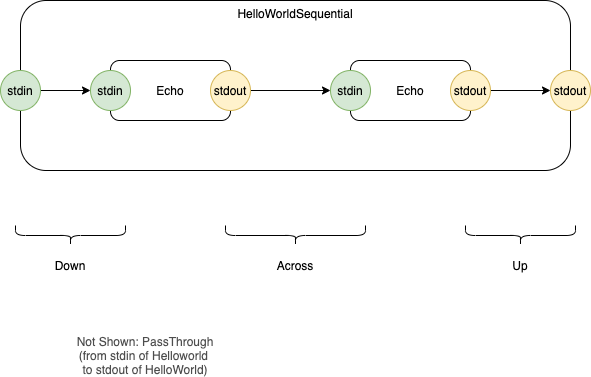 HelloWorldSequential
stdin
stdin
Echo
stdout
stdin
Echo
stdout
stdout
Down
Across
Up
Not Shown: PassThrough
(from stdin of Helloworld
to stdout of HelloWorld)